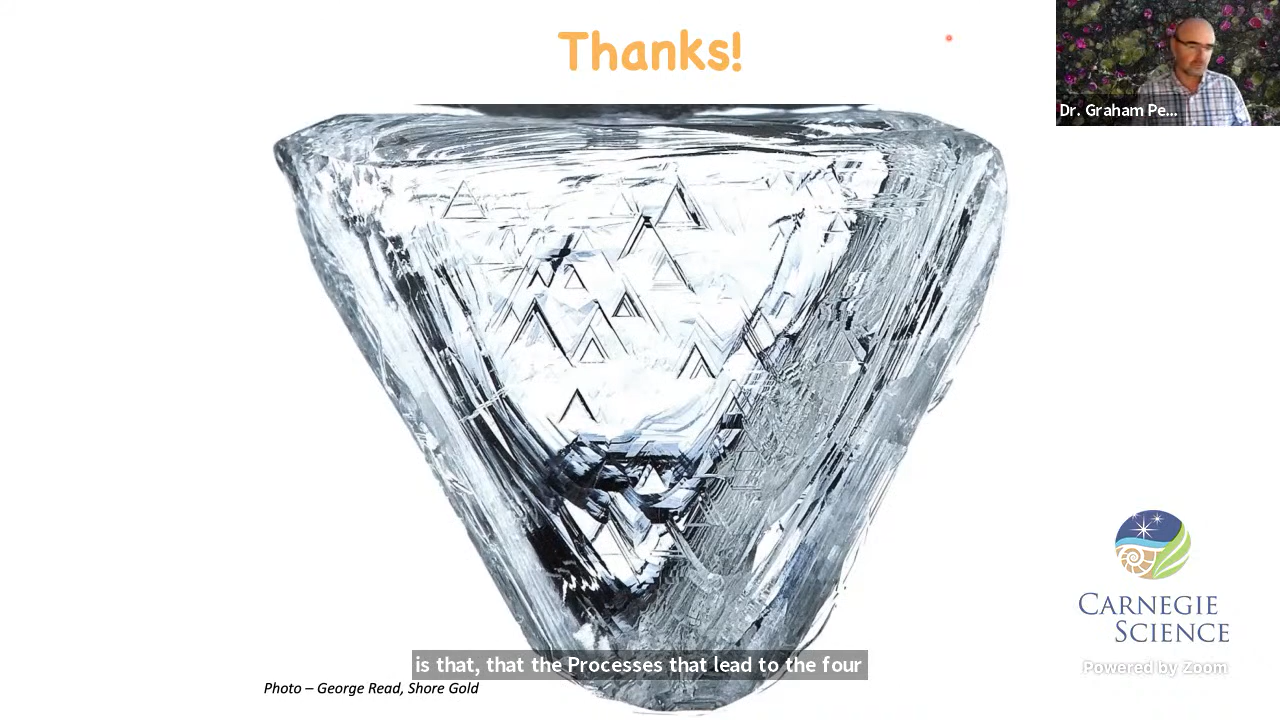 Thanks!
Dr. Graham Pe...
CARNEGIE
SCIENCE
is that, that the Processes that lead to the four
Powered by Zoom
Photo – George Read, Shore Gold